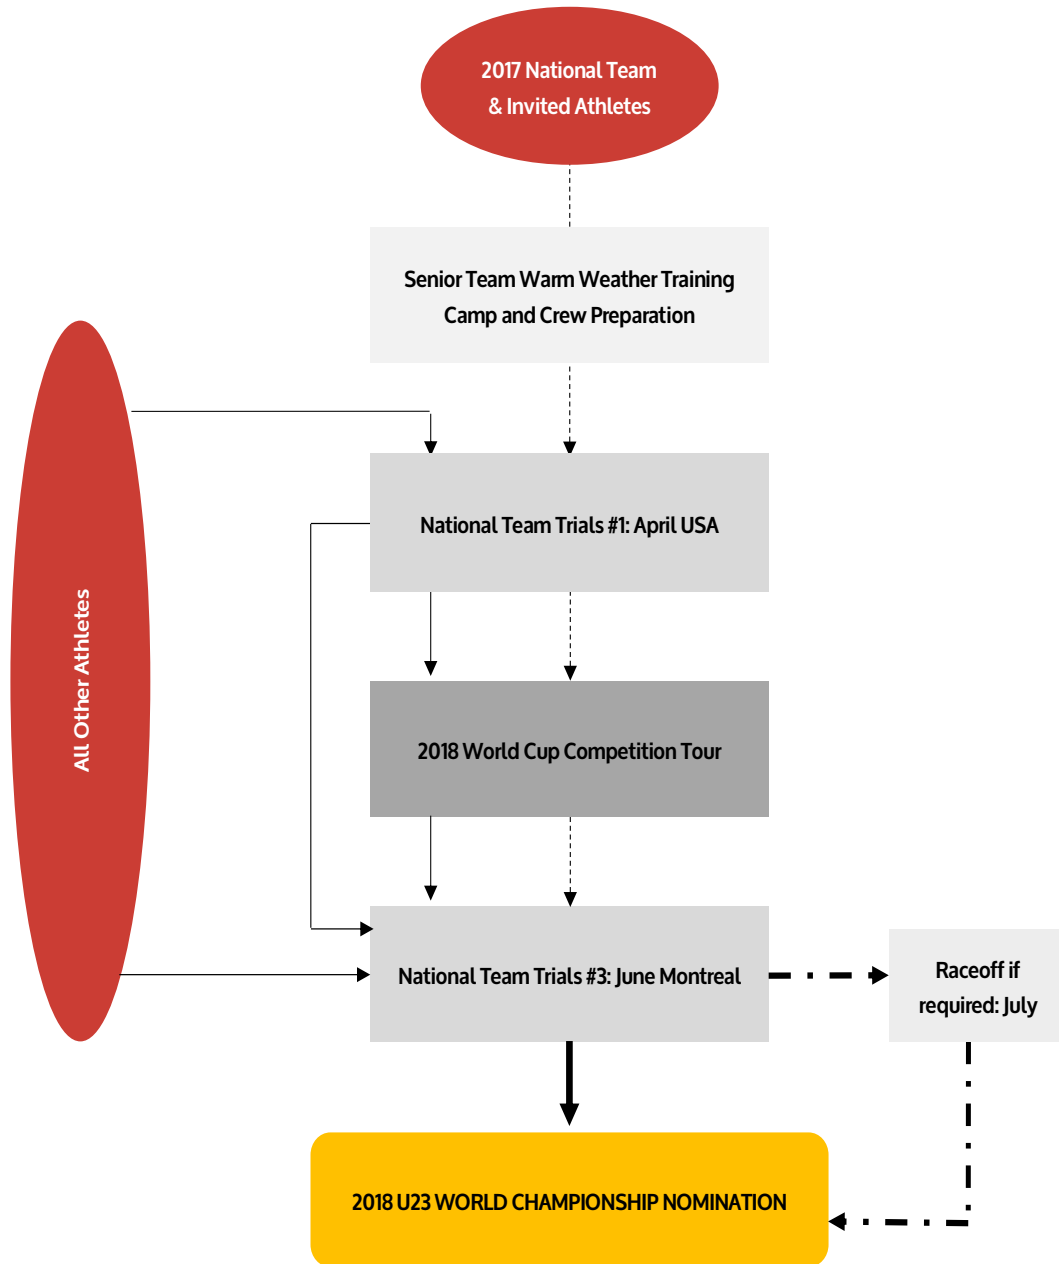 2017 National Team
& Invited Athletes
Senior Team Warm Weather Training
Camp and Crew Preparation
National Team Trials #1: April USA
All Other Athletes
2018 World Cup Competition Tour
National Team Trials #3: June Montreal
Raceoff if
required: July
2018 U23 WORLD CHAMPIONSHIP NOMINATION